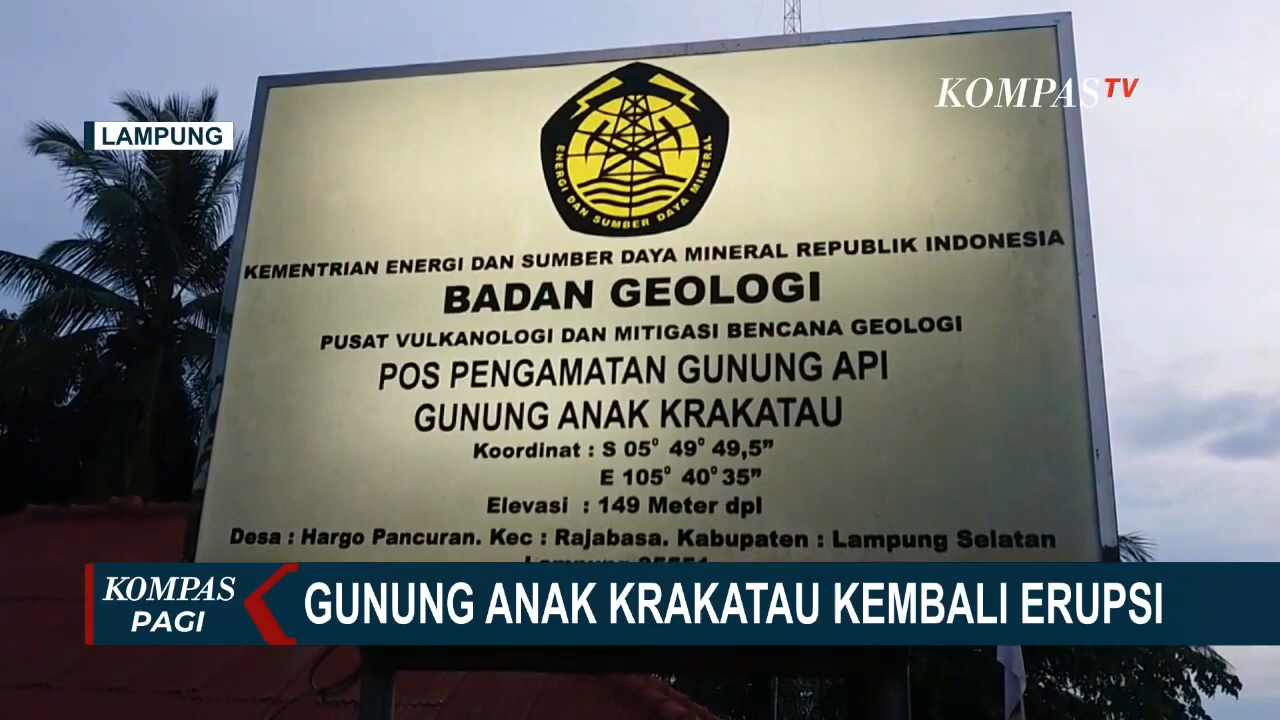 KOMPAS TV
LAMPUNG
ENERGI DAN SUMBER DAYA MINERAL
KEMENTRIAN ENERGI DAN SUMBER DAYA MINERAL REPUBLIK INDONESIA
BADAN GEOLOGI
PUSAT VULKANOLOGI DAN MITIGASI BENCANA GEOLOGI
POS PENGAMATAN GUNUNG API
GUNUNG ANAK KRAKATAU
Koordinat : S 05° 49° 49,5”
E 105° 40° 35”
Elevasi : 149 Meter dpl
Desa : Hargo Pancuran. Kec : Rajabasa. Kabupaten : Lampung Selatan
KOMPAS PAGI
GUNUNG ANAK KRAKATAU KEMBALI ERUPSI